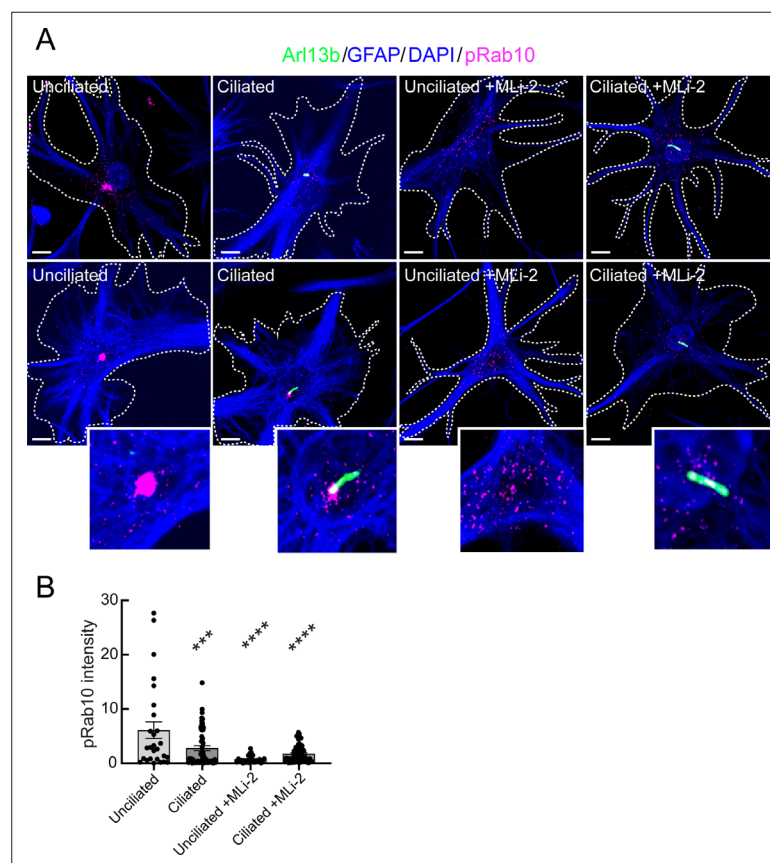 A
Arl13b/GFAP/DAPI/pRab10
Unciliated
Ciliated
Unciliated +MLi-2
Ciliated +MLi-2
Unciliated
Ciliated
Unciliated +MLi-2
Ciliated +MLi-2
B
pRab10 intensity
30
20
10
0
***
****
****
Unciliated
Ciliated
Unciliated +MLi-2
Ciliated +MLi-2